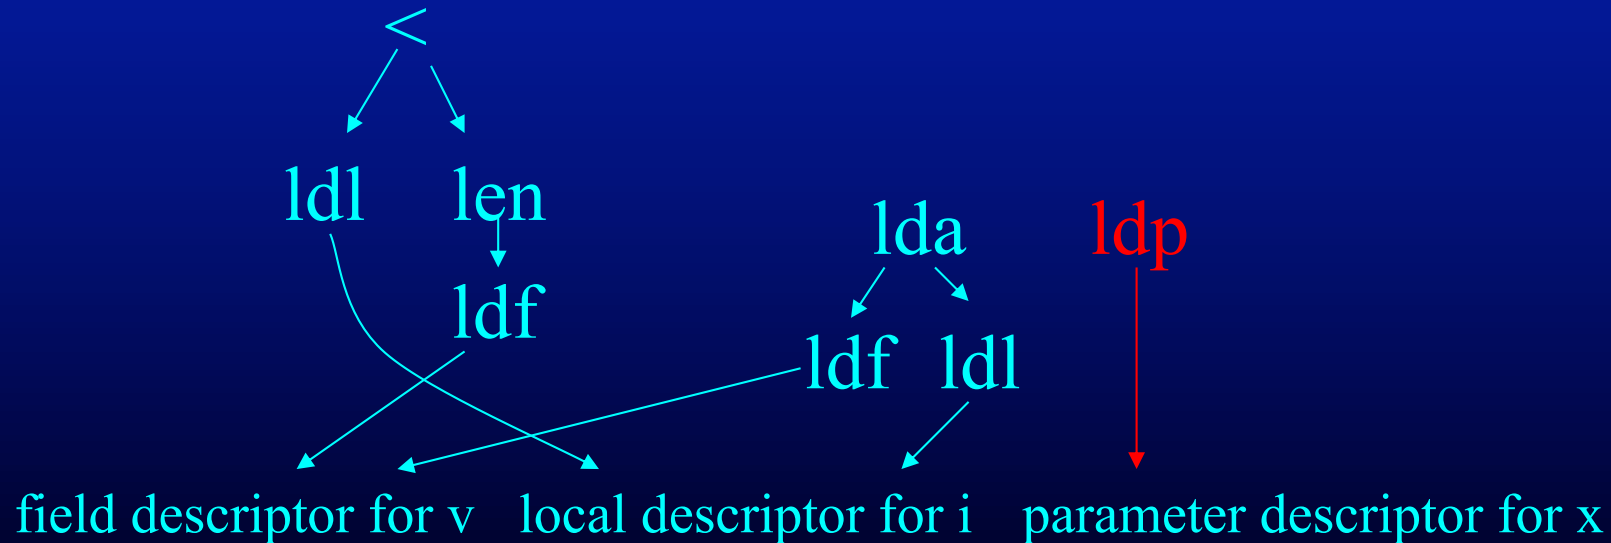 <
ldl len
lda ldp
ldf
ldf ldl
field descriptor for v local descriptor for i parameter descriptor for x